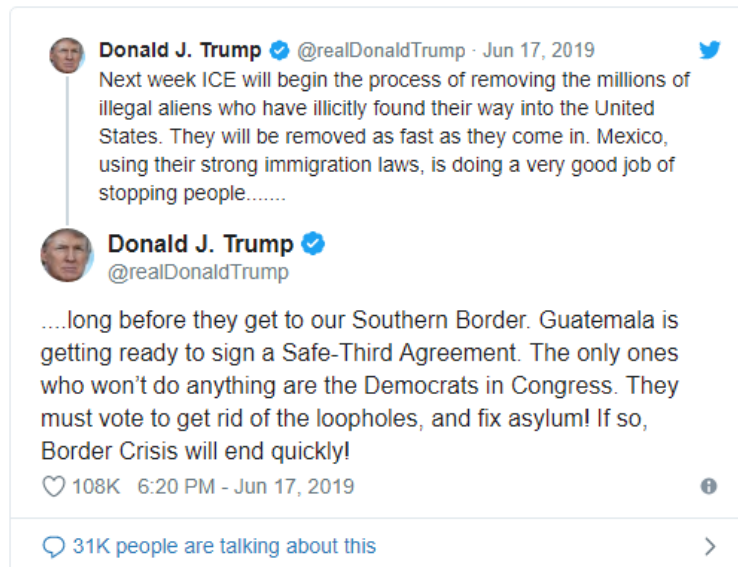 Donald J. Trump @realDonaldTrump · Jun 17, 2019
Next week ICE will begin the process of removing the millions of
illegal aliens who have illicitly found their way into the United
States. They will be removed as fast as they come in. Mexico,
using their strong immigration laws, is doing a very good job of
stopping people.......
Donald J. Trump
@realDonaldTrump
....long before they get to our Southern Border. Guatemala is
getting ready to sign a Safe-Third Agreement. The only ones
who won’t do anything are the Democrats in Congress. They
must vote to get rid of the loopholes, and fix asylum! If so,
Border Crisis will end quickly!
108K 6:20 PM - Jun 17, 2019
31K people are talking about this